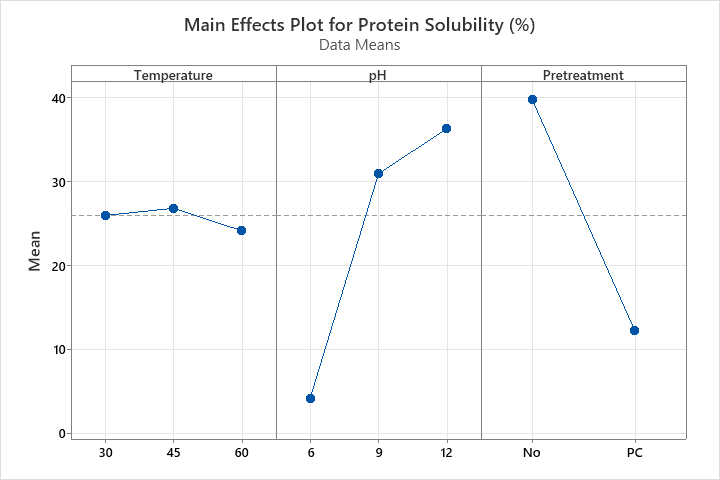 Main Effects Plot for Protein Solubility (%)
Data Means
Temperature pH Pretreatment
40
30
20
10
0
Mean
30 45 60 6 9 12 No PC